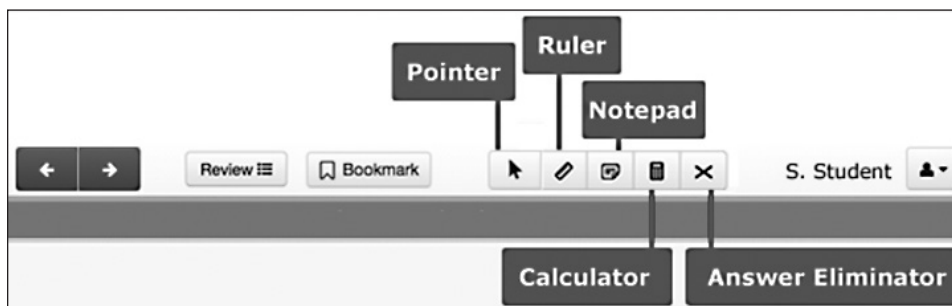 Ruler
Pointer
Notepad
Review
Bookmark
S. Student
Calculator
Answer Eliminator